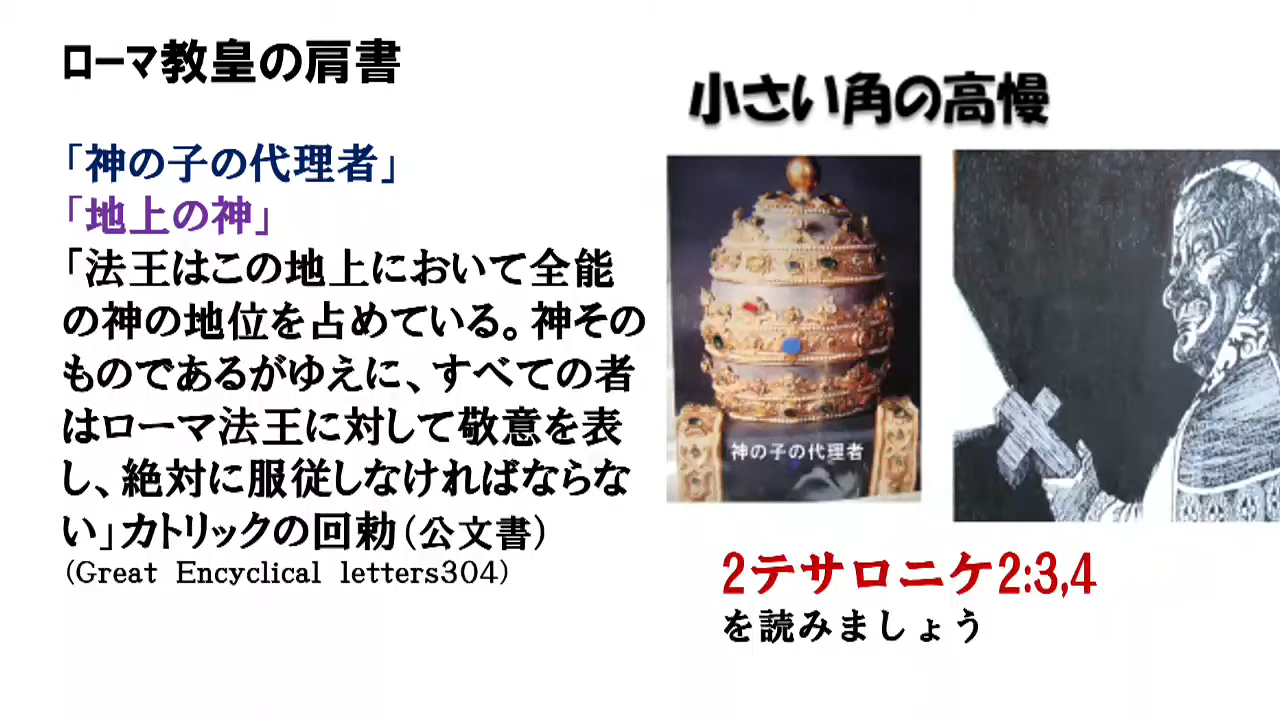 ローマ教皇の肩書
「神の子の代理者」
「地上の神」
「法王はこの地上において全能
の神の地位を占めている。神その
ものであるがゆえに、すべての者
はローマ法王に対して敬意を表
し、絶対に服従しなければならな
い」カトリックの回勅（公文書）
(Great Encyclical letters304)
小さい角の高慢
神の子の代理者
2テサロニケ2:3,4
を読みましょう